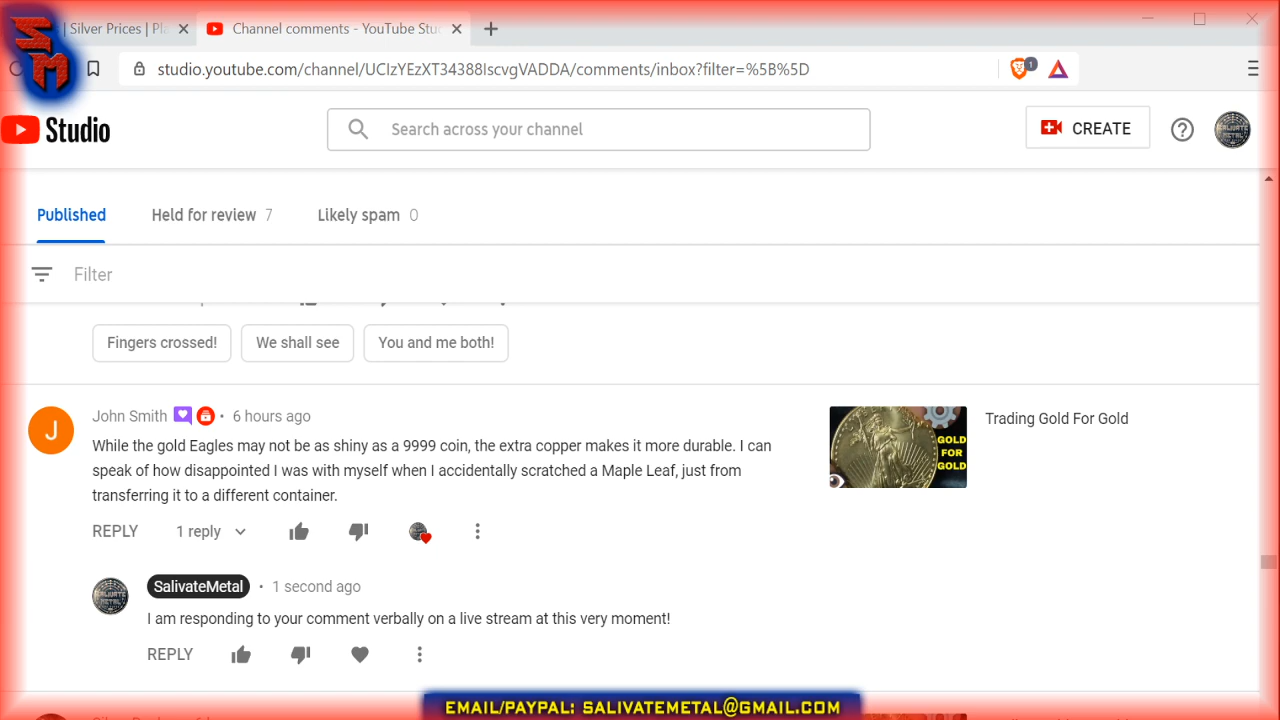 SM
| Silver Prices | Pla
Channel comments - YouTube Stu
studio.youtube.com/channel/UCIzYEzXT34388IscvgVADDA/comments/inbox?filter=%5B%5D
1
Studio
Search across your channel
CREATE
Published
Held for review 7
Likely spam 0
Filter
Fingers crossed!
We shall see
You and me both!
J
John Smith • 6 hours ago
While the gold Eagles may not be as shiny as a 9999 coin, the extra copper makes it more durable. I can
speak of how disappointed I was with myself when I accidentally scratched a Maple Leaf, just from
transferring it to a different container.
GOLD
FOR
GOLD
Trading Gold For Gold
REPLY
1 reply
SalivateMetal • 1 second ago
I am responding to your comment verbally on a live stream at this very moment!
REPLY
EMAIL/PAYPAL: SALIVATEMETAL@GMAIL.COM